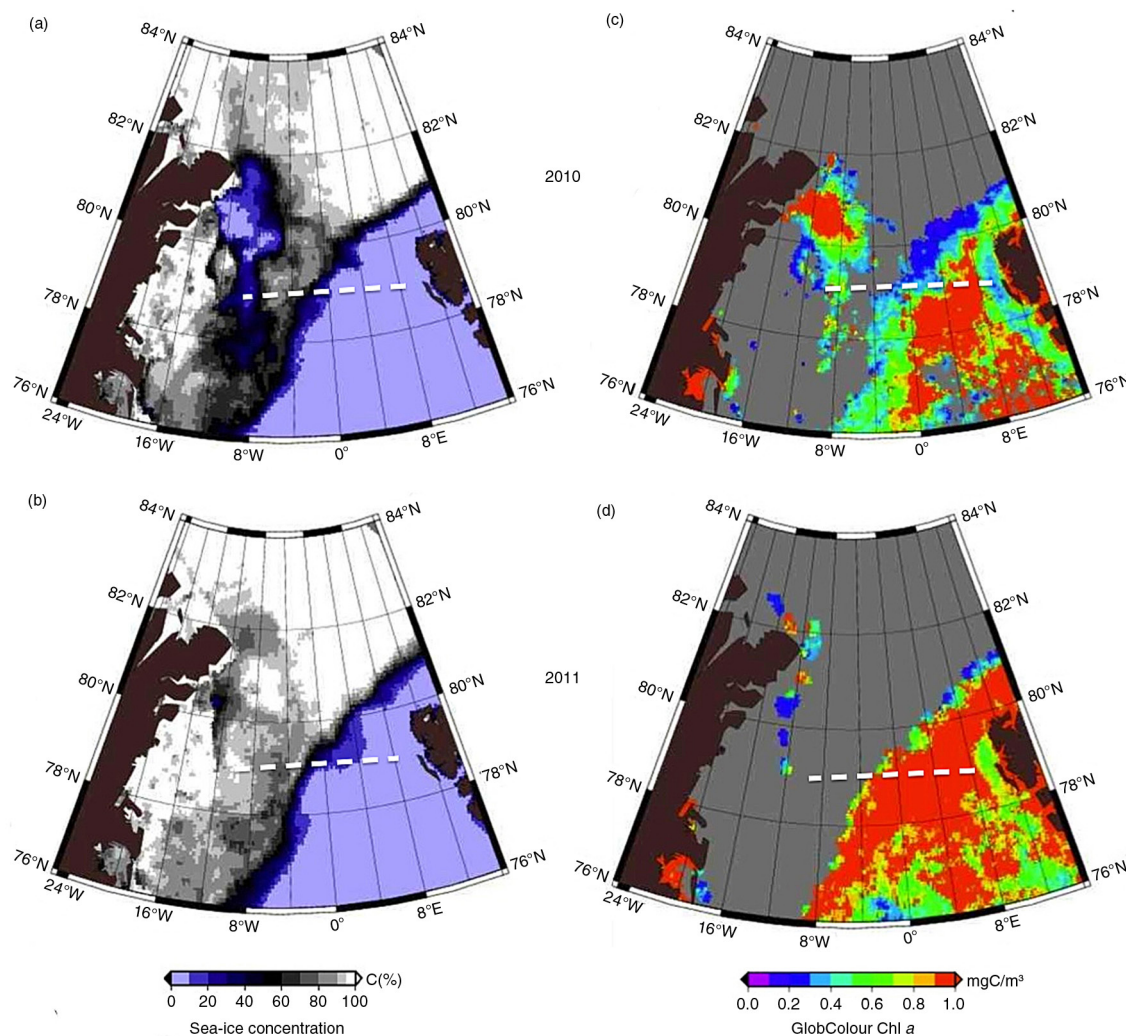 (a)
84°N
84°N
82°N
82°N
80°N
80°N
78°N
78°N
76°N
76°N
24°W
16°W
8°W
0°
8°E
2010
(c)
84°N
84°N
82°N
82°N
80°N
80°N
78°N
78°N
76°N
76°N
24°W
16°W
8°W
0°
8°E
(b)
84°N
84°N
82°N
82°N
80°N
80°N
78°N
78°N
76°N
76°N
24°W
16°W
8°W
0°
8°E
2011
(d)
84°N
84°N
82°N
82°N
80°N
80°N
78°N
78°N
76°N
76°N
24°W
16°W
8°W
0°
8°E
C(%)
0 20 40 60 80 100
Sea-ice concentration
mgC/m³
0.0 0.2 0.4 0.6 0.8 1.0
GlobColour Chl a